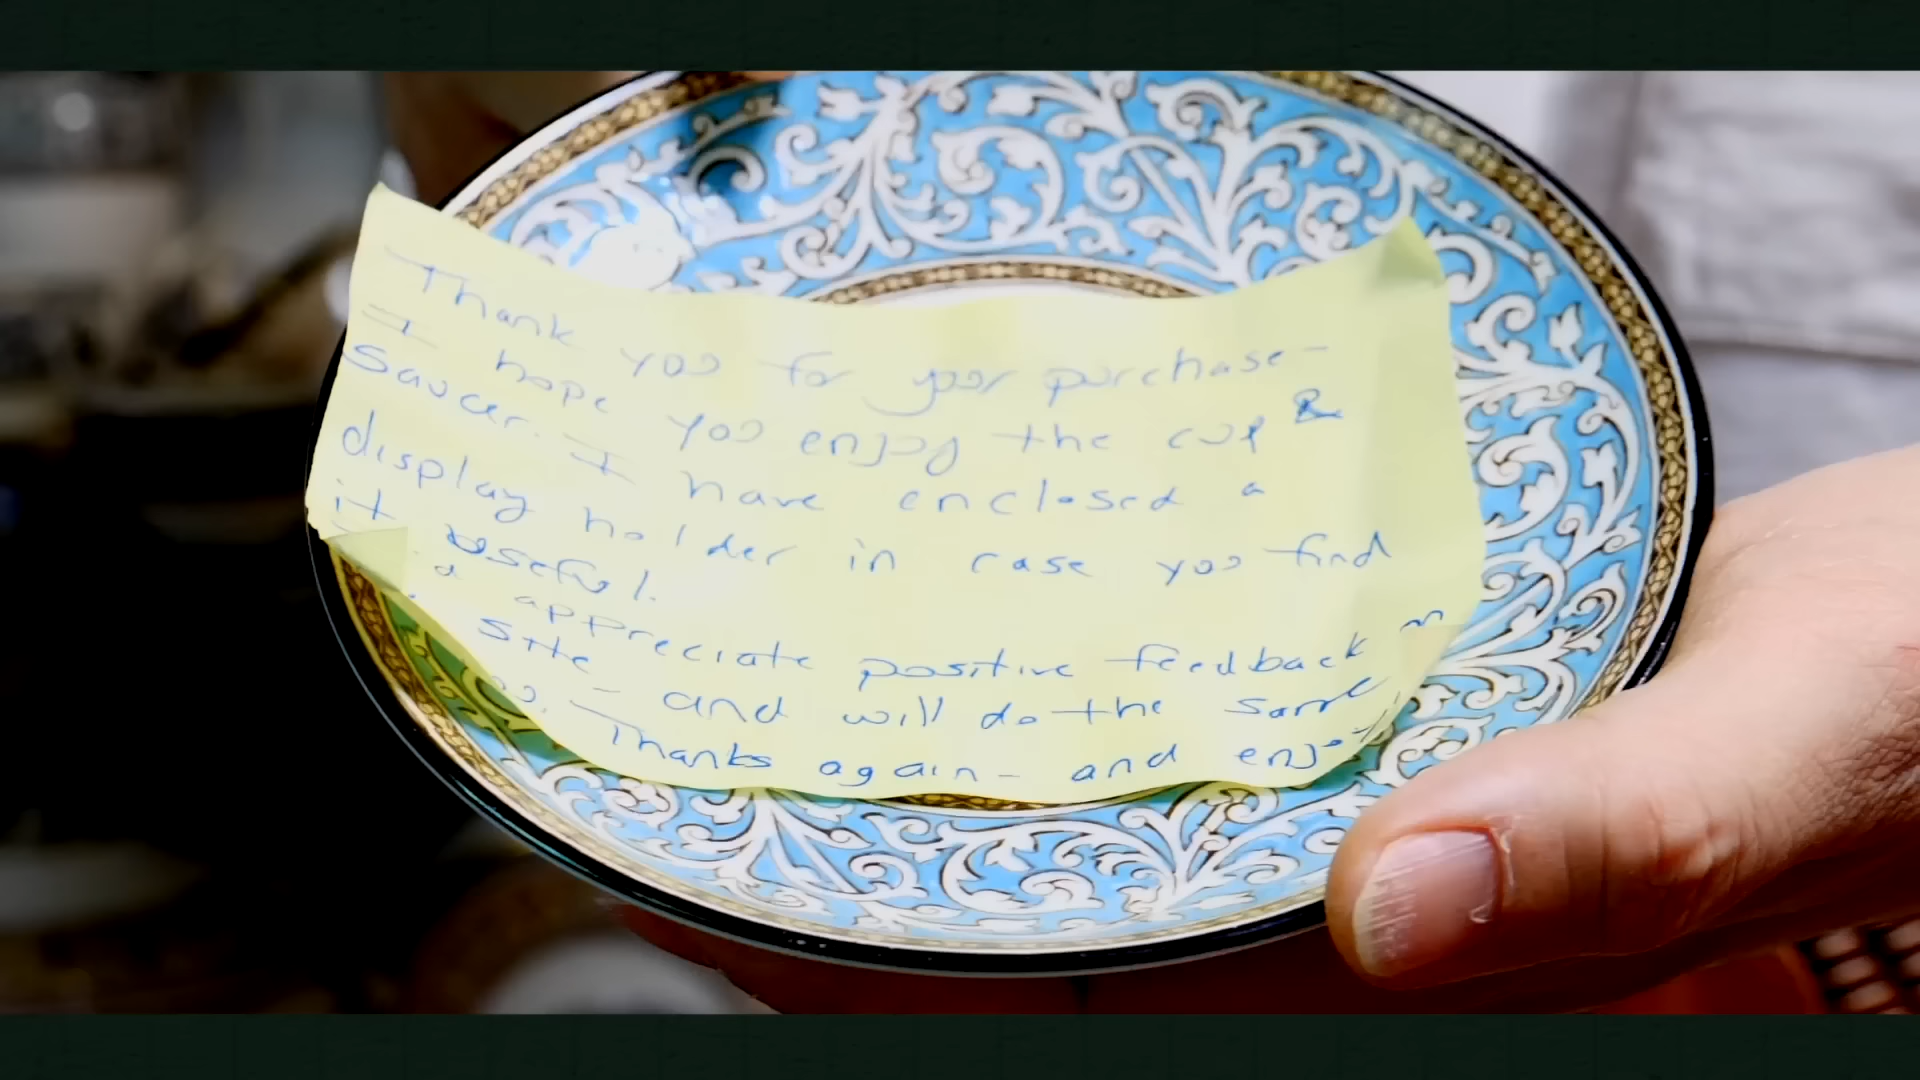 Thank you for your purchase -
I hope you enjoy the cup &
saucer. I have enclosed a
display holder in case you find
it useful.
appreciate positive feedback on
site - and will do the same
Thanks again - and enjoy